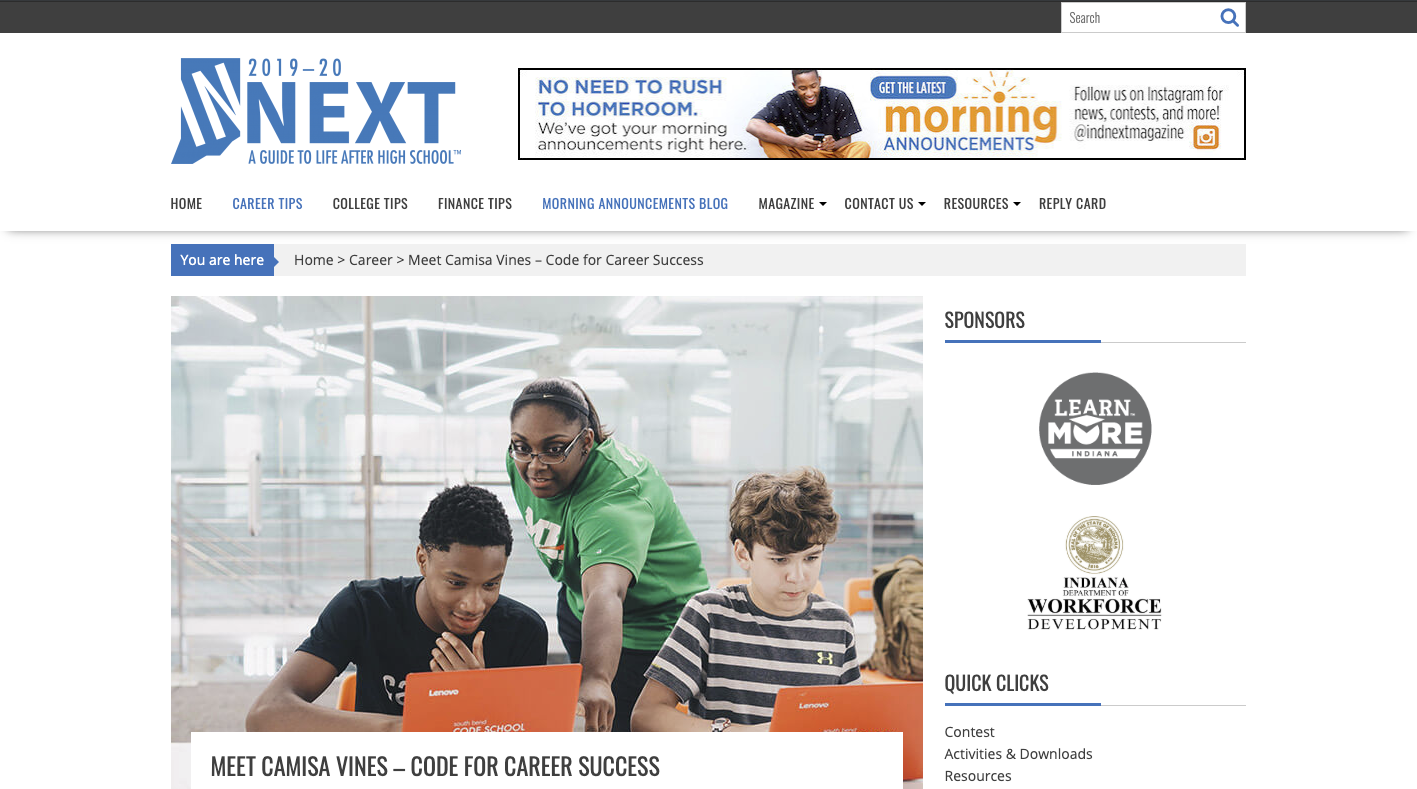 Search
2019–20
NEXT
A GUIDE TO LIFE AFTER HIGH SCHOOL™
NO NEED TO RUSH
TO HOMEROOM.
We've got your morning
announcements right here.
GET THE LATEST
morning
ANNOUNCEMENTS
Follow us on Instagram for
news, contests, and more!
@indnextmagazine
HOME CAREER TIPS COLLEGE TIPS FINANCE TIPS MORNING ANNOUNCEMENTS BLOG MAGAZINE CONTACT US RESOURCES REPLY CARD
You are here Home > Career > Meet Camisa Vines – Code for Career Success
Lenovo
south bend
CODE SCHOOL
Lenovo
south bend
MEET CAMISA VINES – CODE FOR CAREER SUCCESS
SPONSORS
LEARN
MORE™
INDIANA
INDIANA
DEPARTMENT OF
WORKFORCE
DEVELOPMENT
QUICK CLICKS
Contest
Activities & Downloads
Resources